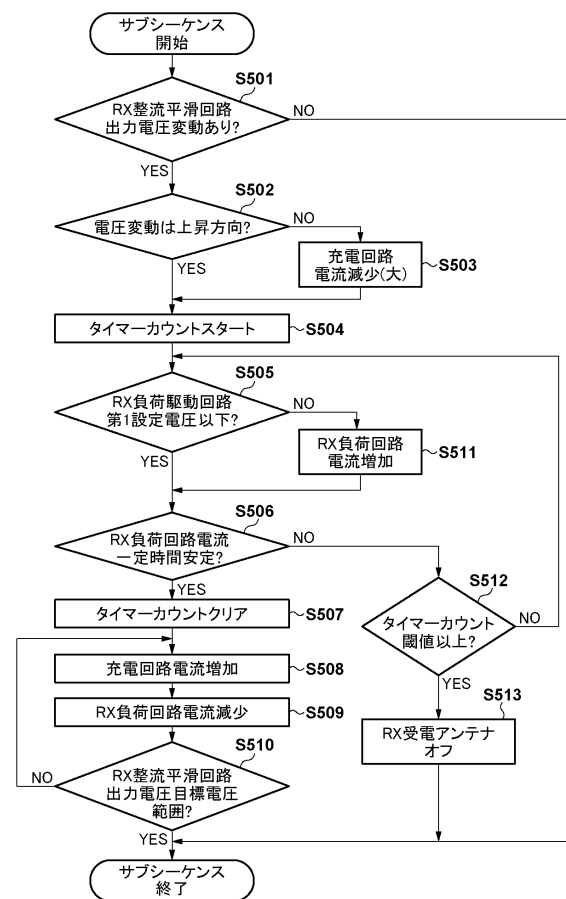 サブシーケンス
開始
S501
RX整流平滑回路
出力電圧変動あり?
NO
YES
S502
電圧変動は上昇方向?
NO
YES
充電回路
電流減少(大)
S503
タイマーカウントスタート
S504
S505
RX負荷駆動回路
第1設定電圧以下?
NO
YES
RX負荷回路
電流増加
S511
S506
RX負荷回路電流
一定時間安定?
NO
YES
S512
タイマーカウント
閾値以上?
NO
YES
タイマーカウントクリア
S507
充電回路電流増加
S508
RX負荷回路電流減少
S509
S513
RX受電アンテナ
オフ
S510
RX整流平滑回路
出力電圧目標電圧
範囲?
NO
YES
サブシーケンス
終了